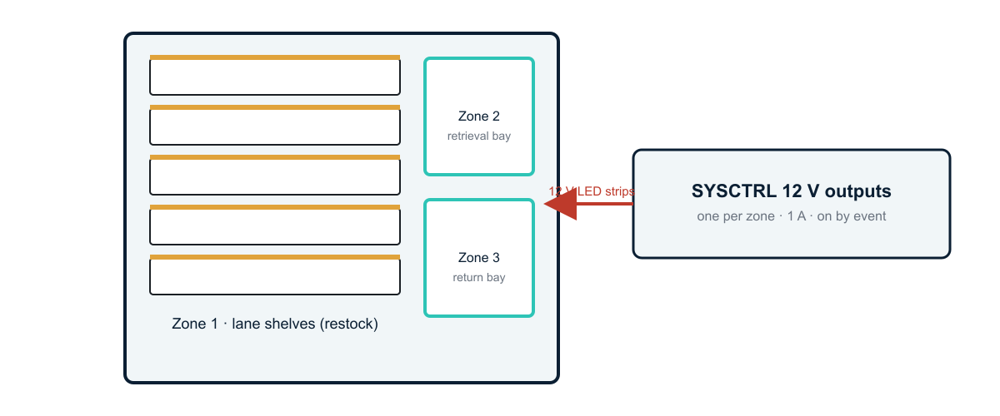 Zone 2
retrieval bay
12 V LED strips
SYSCTRL 12 V outputs
one per zone · 1 A · on by event
Zone 3
return bay
Zone 1 · lane shelves (restock)